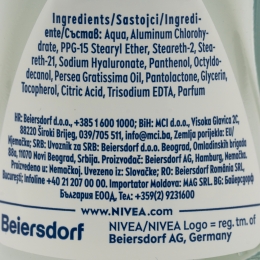 Ingredients/Sastojci/Ingredi-
ente/Състав: Aqua, Aluminum Chlorohy-
drate, PPG-15 Stearyl Ether, Steareth-2, Stea-
reth-21, Sodium Hyaluronate, Panthenol, Octyldo-
decanol, Persea Gratissima Oil, Pantolactone, Glycerin,
Tocopherol, Citric Acid, Trisodium EDTA, Parfum
HR: Beiersdorf d.o.o., +385 1 600 1000; BiH: MCI d.o.o., Visoka Glavica 2C,
88220 Široki Brijeg, 039/705 511, info@mci.ba, Zemlja porijekla: EU/
Njemačke; SRB: Uvoznik za SRB: Beiersdorf d.o.o. Beograd, Omladinskih brigada
88a, 11070 Novi Beograd, Srbija. Proizvođač: Beiersdorf AG, Hamburg, Nemačka.
Proizvedeno u Nemačkoj. Uvezeno iz: Slovačke; RO: Beiersdorf România SRL,
București. Infoline +40 21 207 00 00. Importator Moldova: MAG SRL. BG: Байерсдорф
България ЕООД, Тел: +359(2) 9231600
www.NIVEA.com
Beiersdorf
NIVEA/NIVEA Logo = reg. tm. of
Beiersdorf AG, Germany